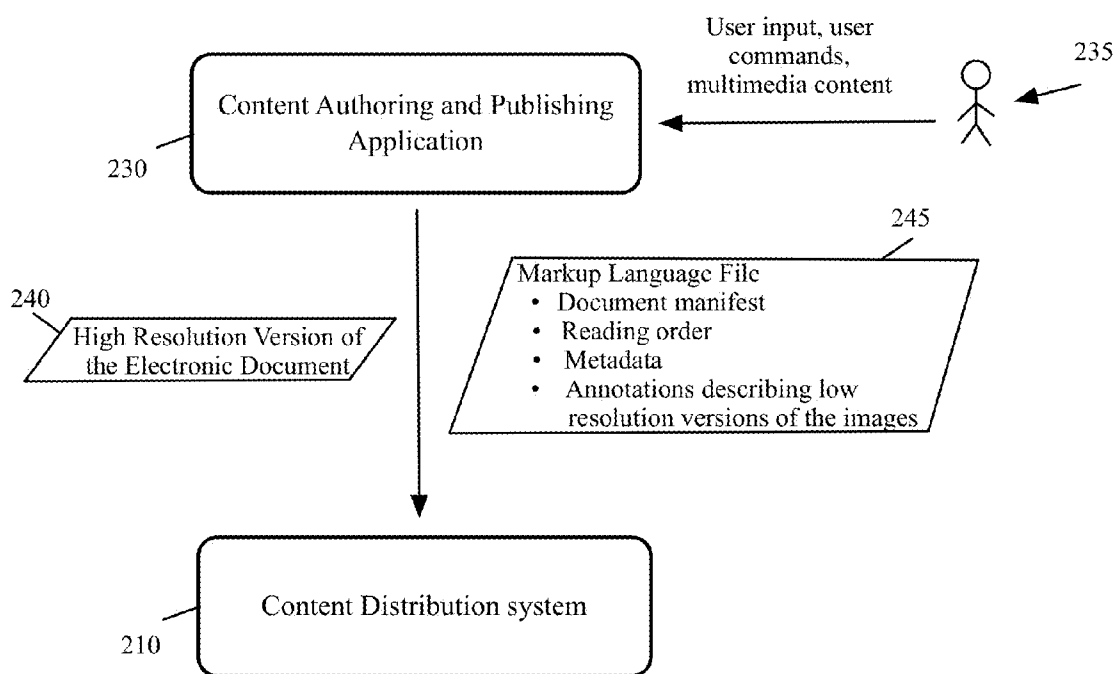 User input, user
commands,
multimedia content
235
Content Authoring and Publishing
Application
230
245
Markup Language File
• Document manifest
• Reading order
• Metadata
• Annotations describing low
resolution versions of the images
240
High Resolution Version of
the Electronic Document
Content Distribution system
210